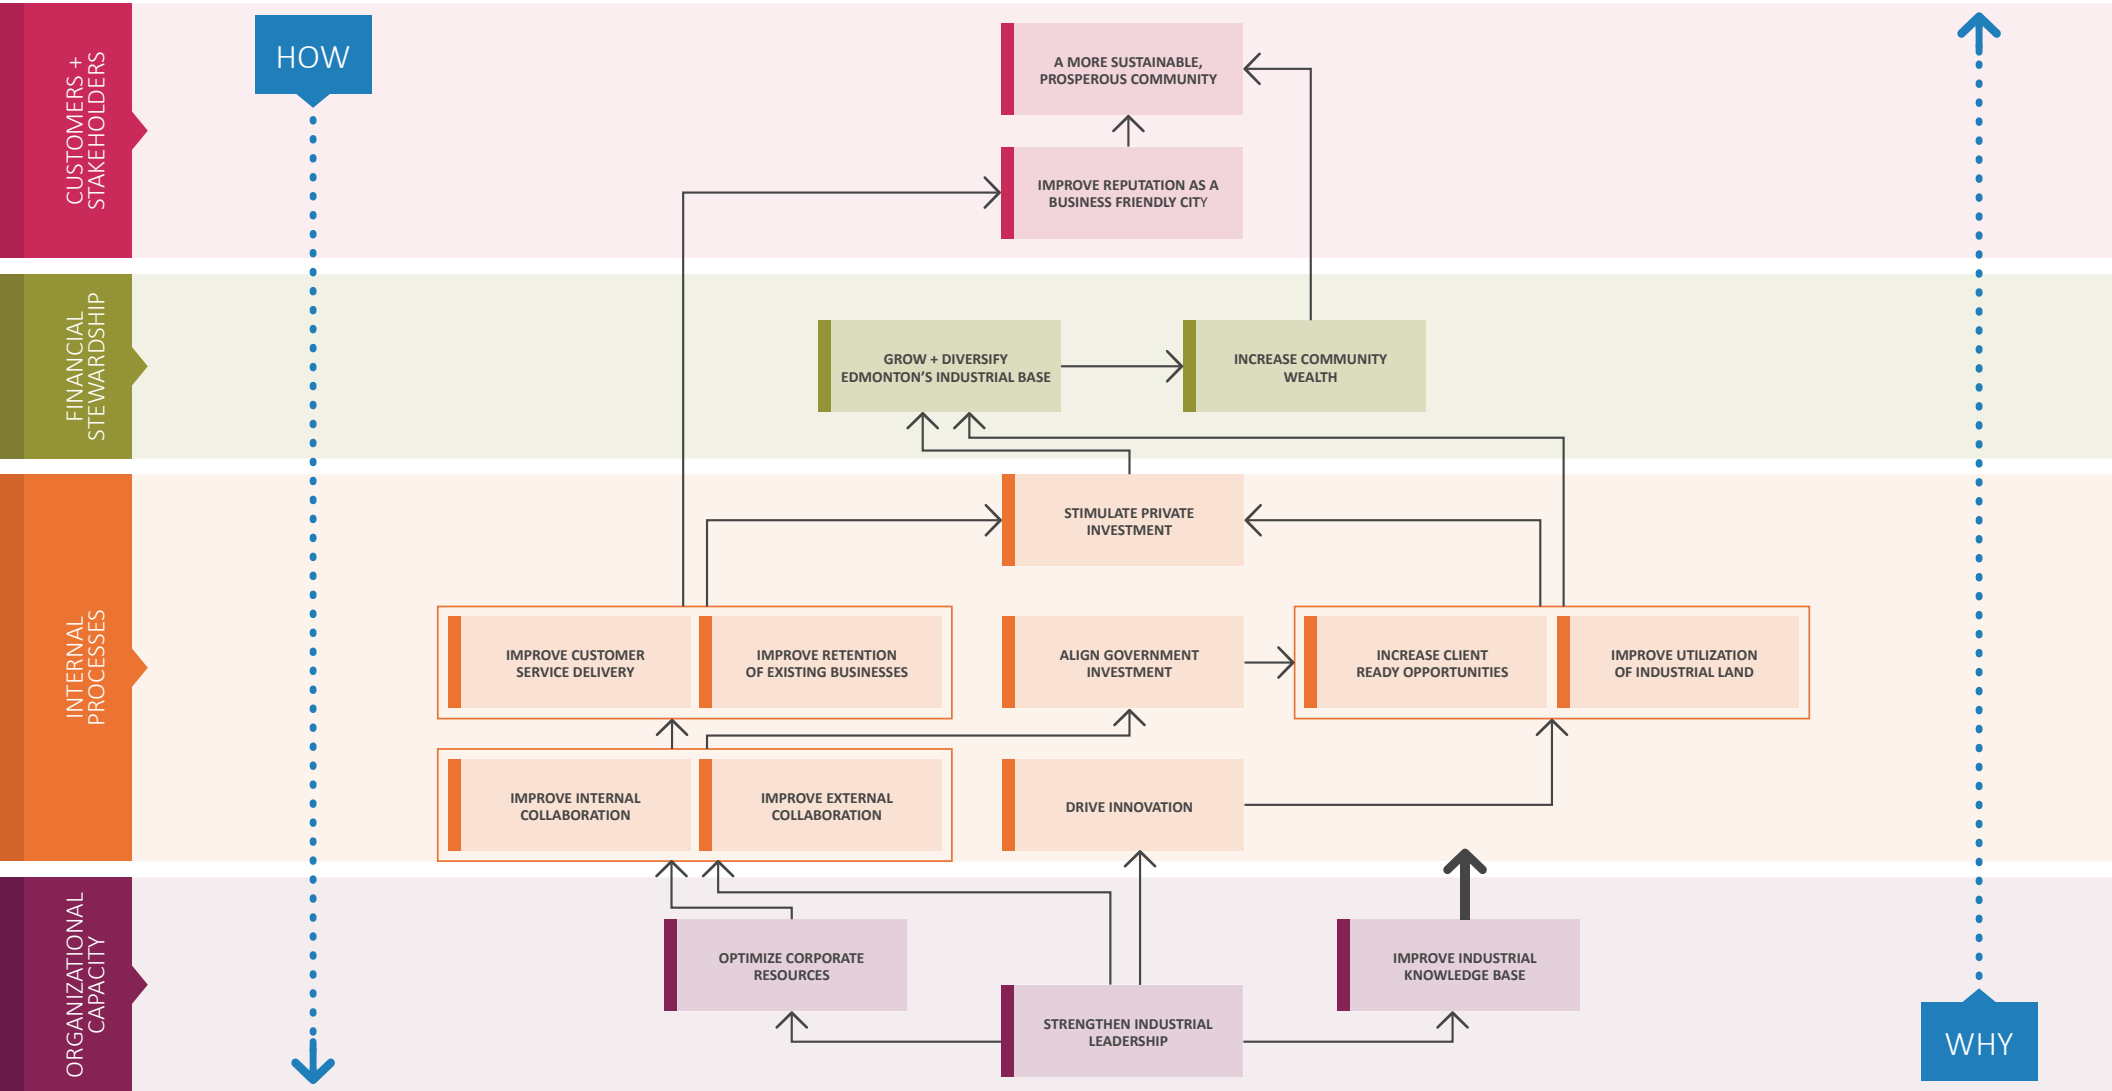 CUSTOMERS +
STAKEHOLDERS
HOW
A MORE SUSTAINABLE,
PROSPEROUS COMMUNITY
IMPROVE REPUTATION AS A
BUSINESS FRIENDLY CITY
FINANCIAL
STEWARDSHIP
GROW + DIVERSIFY
EDMONTON'S INDUSTRIAL BASE
INCREASE COMMUNITY
WEALTH
INTERNAL
PROCESSES
STIMULATE PRIVATE
INVESTMENT
IMPROVE CUSTOMER
SERVICE DELIVERY
IMPROVE RETENTION
OF EXISTING BUSINESSES
ALIGN GOVERNMENT
INVESTMENT
INCREASE CLIENT
READY OPPORTUNITIES
IMPROVE UTILIZATION
OF INDUSTRIAL LAND
IMPROVE INTERNAL
COLLABORATION
IMPROVE EXTERNAL
COLLABORATION
DRIVE INNOVATION
ORGANIZATIONAL
CAPACITY
OPTIMIZE CORPORATE
RESOURCES
STRENGTHEN INDUSTRIAL
LEADERSHIP
IMPROVE INDUSTRIAL
KNOWLEDGE BASE
WHY